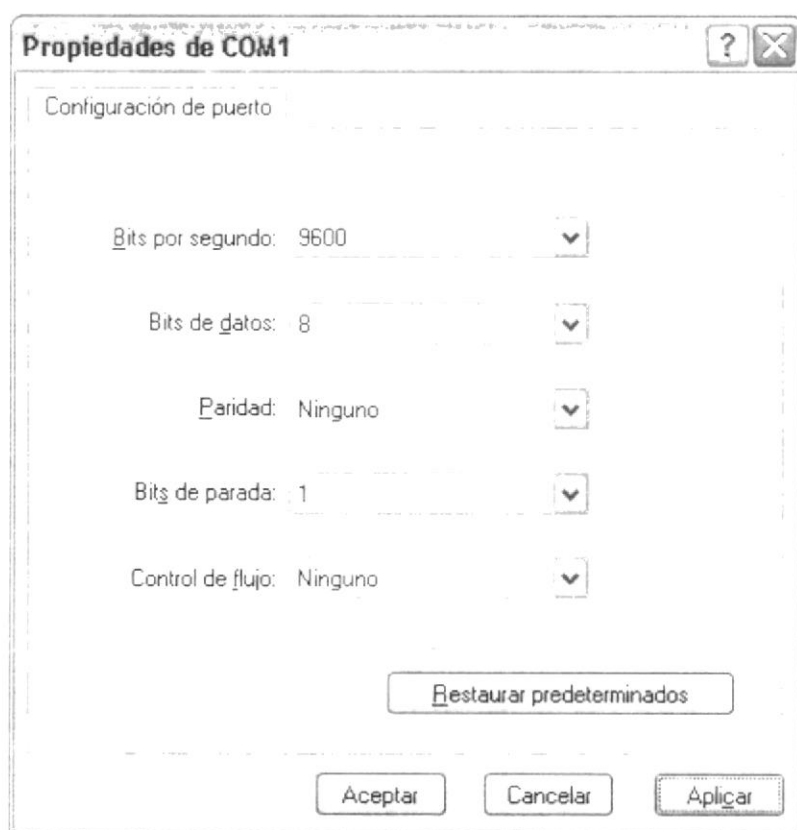 Propiedades de COM1 ?
Configuración de puerto
Bits por segundo: 9600
Bits de datos: 8
Paridad: Ninguno
Bits de parada: 1
Control de flujo: Ninguno
Restaurar predeterminados
Aceptar Cancelar Aplicar